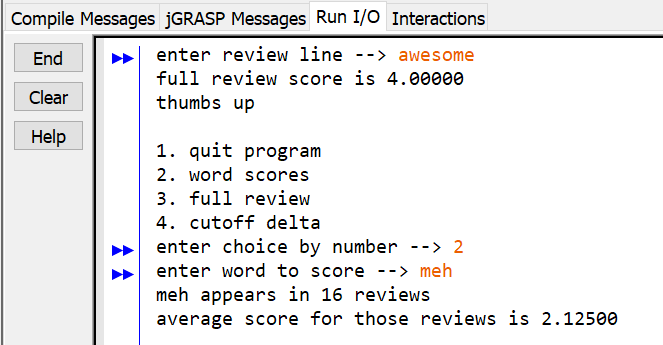 Compile Messages jGRASP Messages Run I/O Interactions
End
Clear
Help
enter review line --> awesome
full review score is 4.00000
thumbs up
1. quit program
2. word scores
3. full review
4. cutoff delta
enter choice by number --> 2
enter word to score --> meh
meh appears in 16 reviews
average score for those reviews is 2.12500